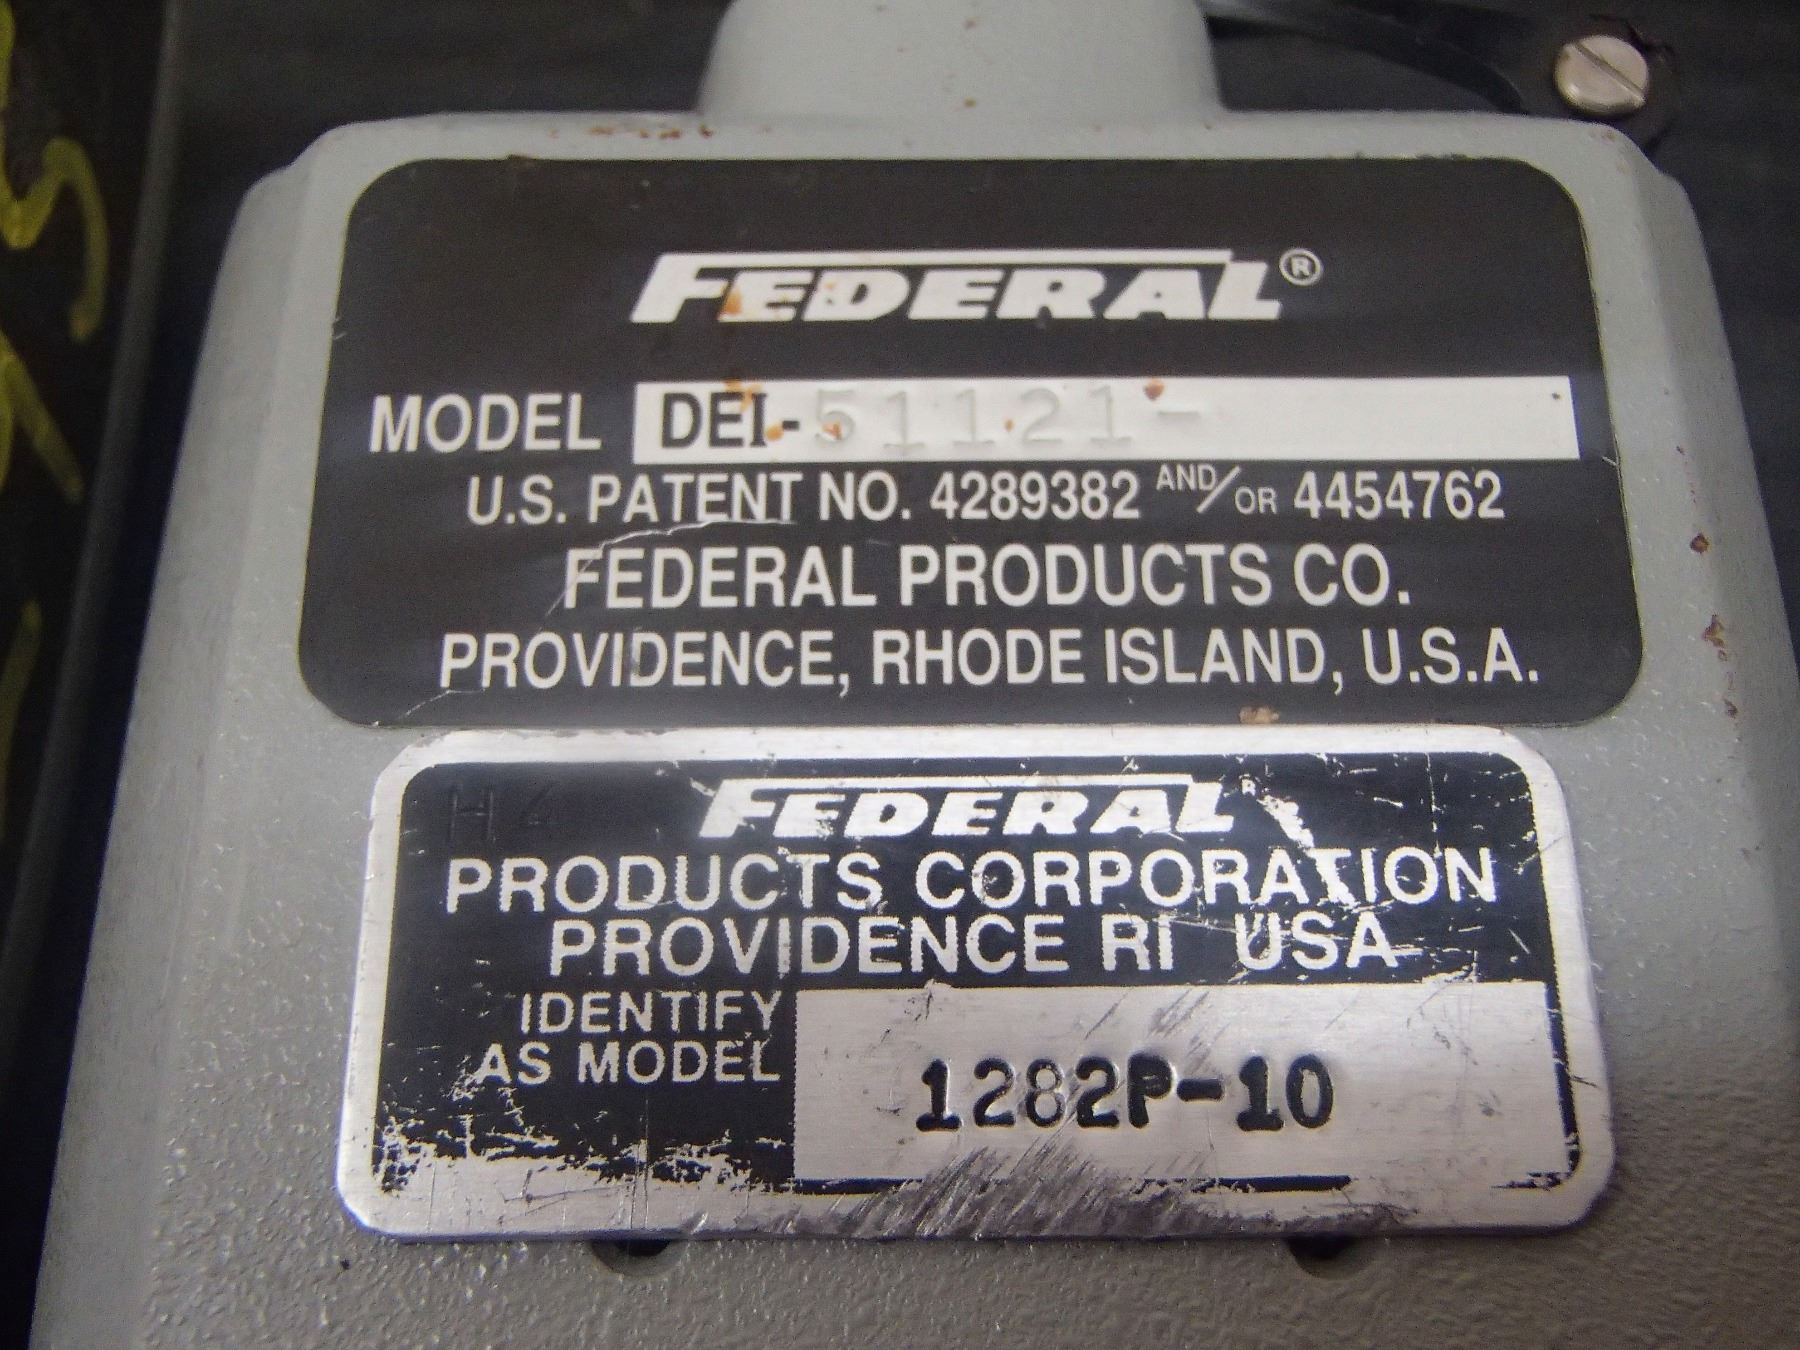 FEDERAL®
MODEL DEI-51121-
U.S. PATENT NO. 4289382 AND/OR 4454762
FEDERAL PRODUCTS CO.
PROVIDENCE, RHODE ISLAND, U.S.A.
FEDERAL®
PRODUCTS CORPORATION
PROVIDENCE RI USA
IDENTIFY
AS MODEL 1282P-10